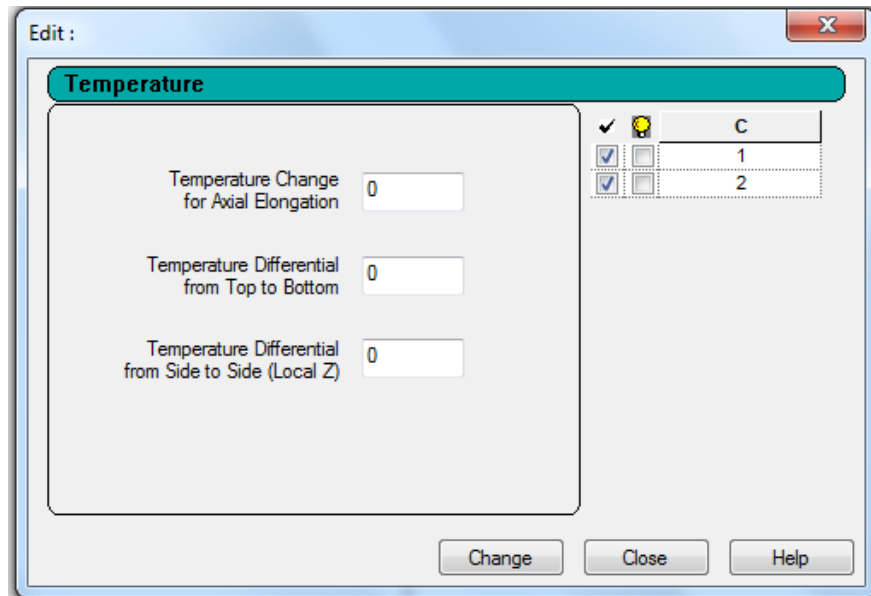 Edit :
Temperature
Temperature Change
for Axial Elongation
0
Temperature Differential
from Top to Bottom
0
Temperature Differential
from Side to Side (Local Z)
0
C
1
2
Change
Close
Help